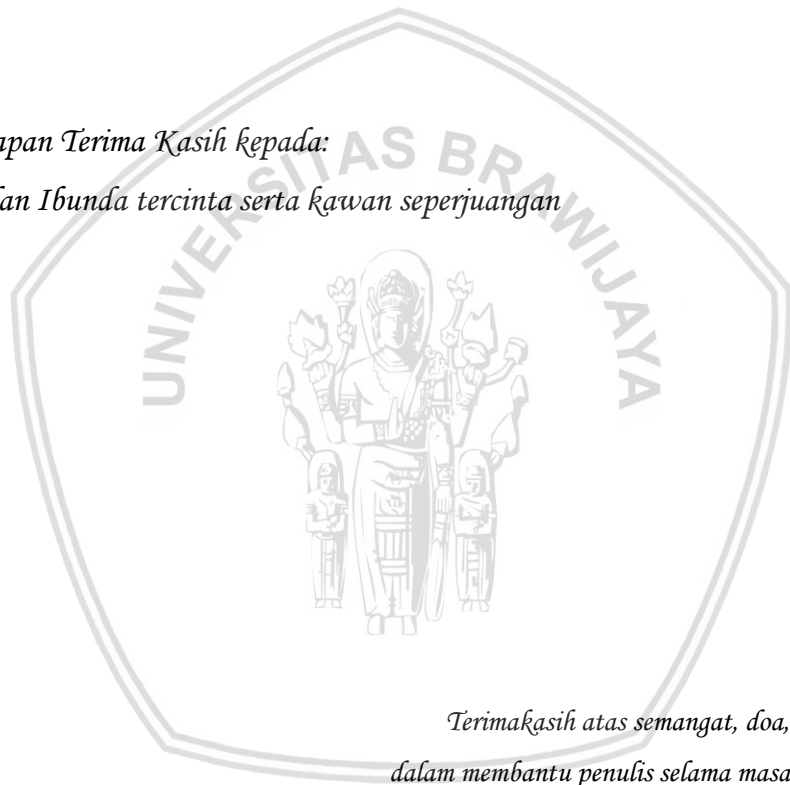 apan Terima Kasih kepada:
dan Ibunda tercinta serta kawan seperjuangan
UNIVERSITAS BRAWIJAYA
Terimakasih atas semangat, doa,
dalam membantu penulis selama masa